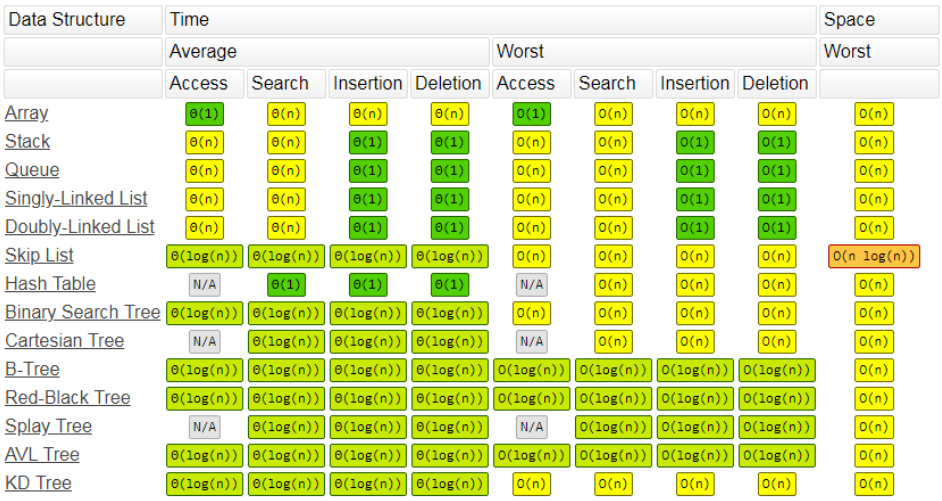 Data Structure Time Space
Average Worst Worst
Access Search Insertion Deletion Access Search Insertion Deletion
Array Θ(1) Θ(n) Θ(n) Θ(n) O(1) O(n) O(n) O(n) O(n)
Stack Θ(n) Θ(n) Θ(1) Θ(1) O(n) O(n) O(1) O(1) O(n)
Queue Θ(n) Θ(n) Θ(1) Θ(1) O(n) O(n) O(1) O(1) O(n)
Singly-Linked List Θ(n) Θ(n) Θ(1) Θ(1) O(n) O(n) O(1) O(1) O(n)
Doubly-Linked List Θ(n) Θ(n) Θ(1) Θ(1) O(n) O(n) O(1) O(1) O(n)
Skip List Θ(log(n)) Θ(log(n)) Θ(log(n)) Θ(log(n)) O(n) O(n) O(n) O(n) O(n log(n))
Hash Table N/A Θ(1) Θ(1) Θ(1) N/A O(n) O(n) O(n) O(n)
Binary Search Tree Θ(log(n)) Θ(log(n)) Θ(log(n)) Θ(log(n)) O(n) O(n) O(n) O(n) O(n)
Cartesian Tree N/A Θ(log(n)) Θ(log(n)) Θ(log(n)) N/A O(n) O(n) O(n) O(n)
B-Tree Θ(log(n)) Θ(log(n)) Θ(log(n)) Θ(log(n)) O(log(n)) O(log(n)) O(log(n)) O(log(n)) O(n)
Red-Black Tree Θ(log(n)) Θ(log(n)) Θ(log(n)) Θ(log(n)) O(log(n)) O(log(n)) O(log(n)) O(log(n)) O(n)
Splay Tree N/A Θ(log(n)) Θ(log(n)) Θ(log(n)) N/A O(log(n)) O(log(n)) O(log(n)) O(n)
AVL Tree Θ(log(n)) Θ(log(n)) Θ(log(n)) Θ(log(n)) O(log(n)) O(log(n)) O(log(n)) O(log(n)) O(n)
KD Tree Θ(log(n)) Θ(log(n)) Θ(log(n)) Θ(log(n)) O(n) O(n) O(n) O(n) O(n)